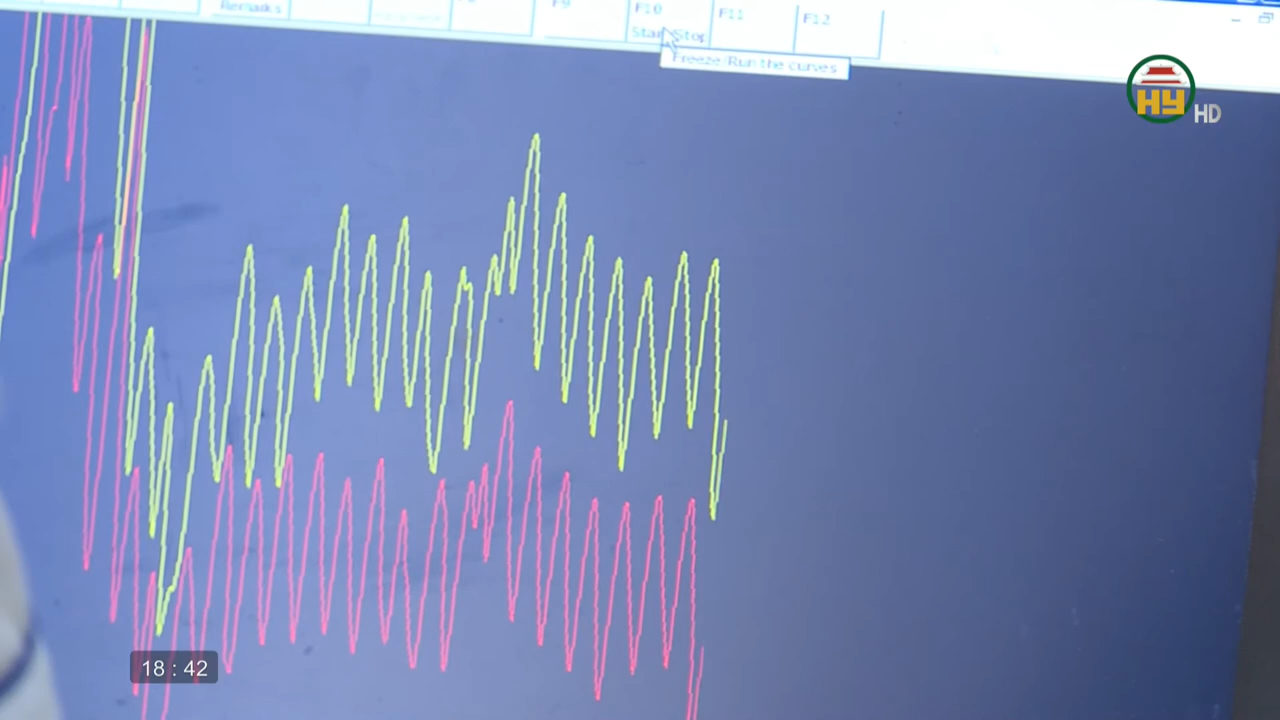 Remarks
F9
F10
F11
F12
Start/Stop
Freeze/Run the curves
HY HD
18 : 42